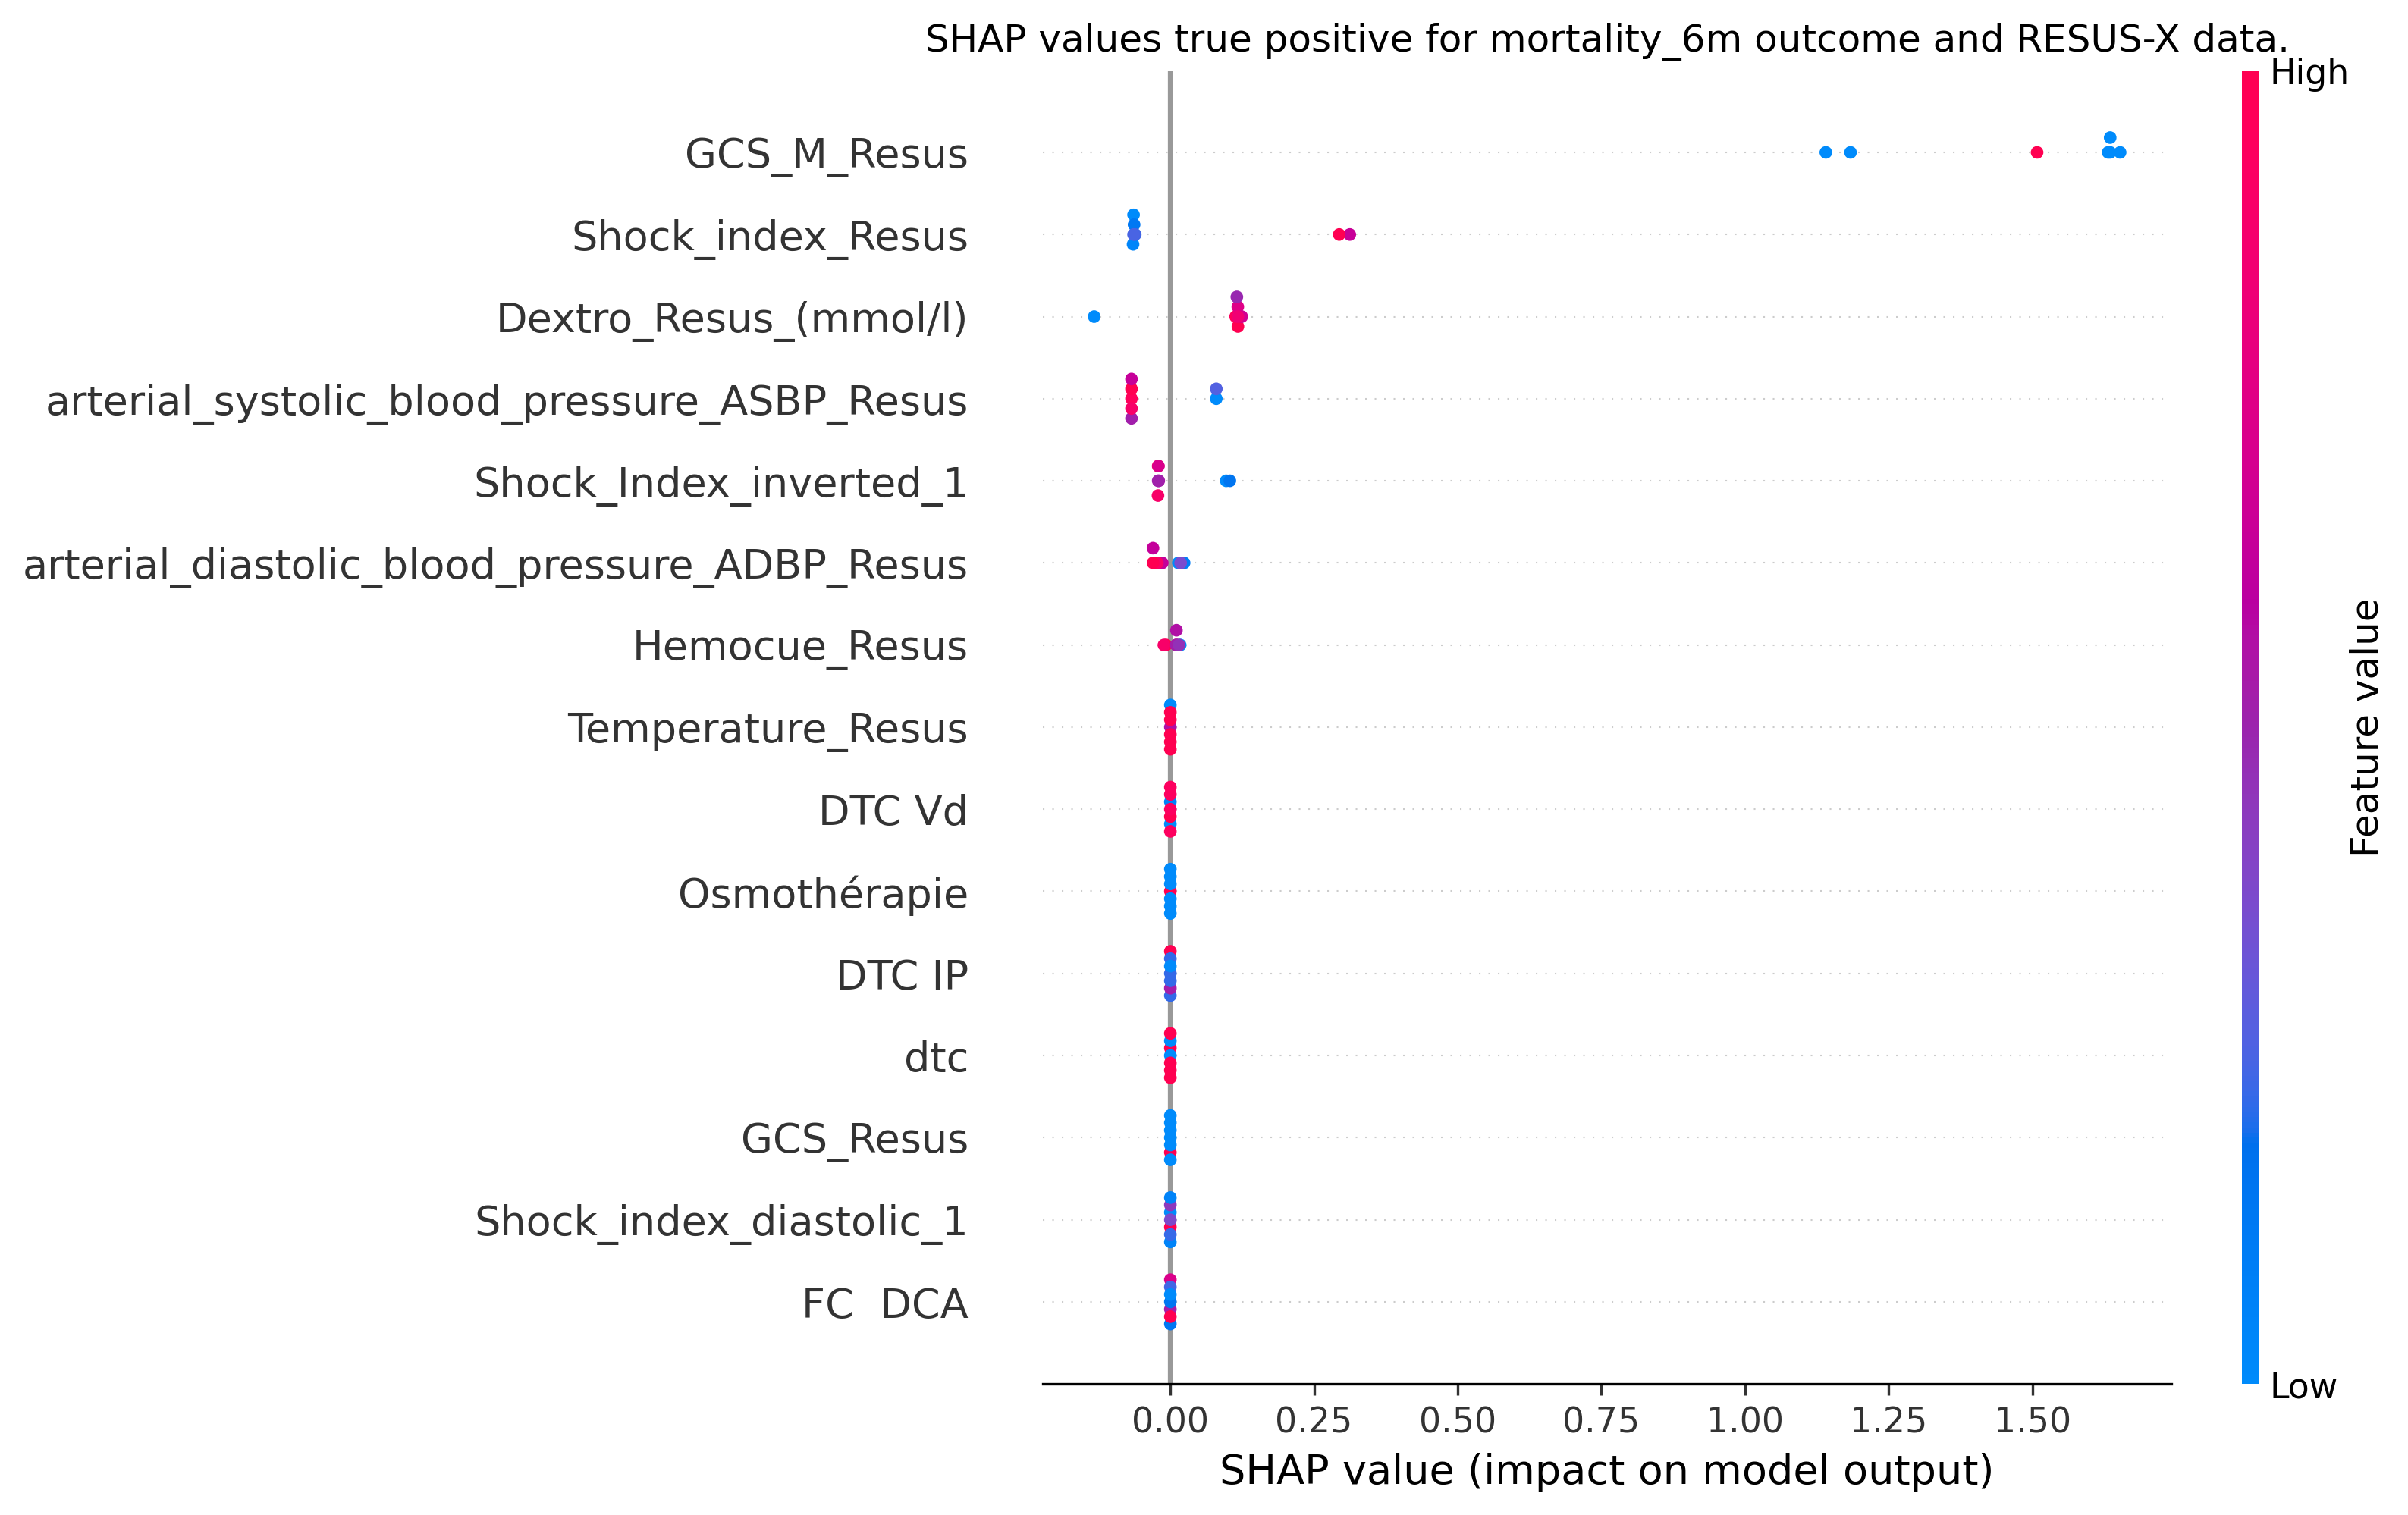 SHAP values true positive for mortality_6m outcome and RESUS-X data.
High
GCS_M_Resus
Shock_index_Resus
Dextro_Resus_(mmol/l)
arterial_systolic_blood_pressure_ASBP_Resus
Shock_Index_inverted_1
arterial_diastolic_blood_pressure_ADBP_Resus
Hemocue_Resus
Temperature_Resus
DTC Vd
Osmothérapie
DTC IP
dtc
GCS_Resus
Shock_index_diastolic_1
FC  DCA
Feature value
Low
0.00 0.25 0.50 0.75 1.00 1.25 1.50
SHAP value (impact on model output)